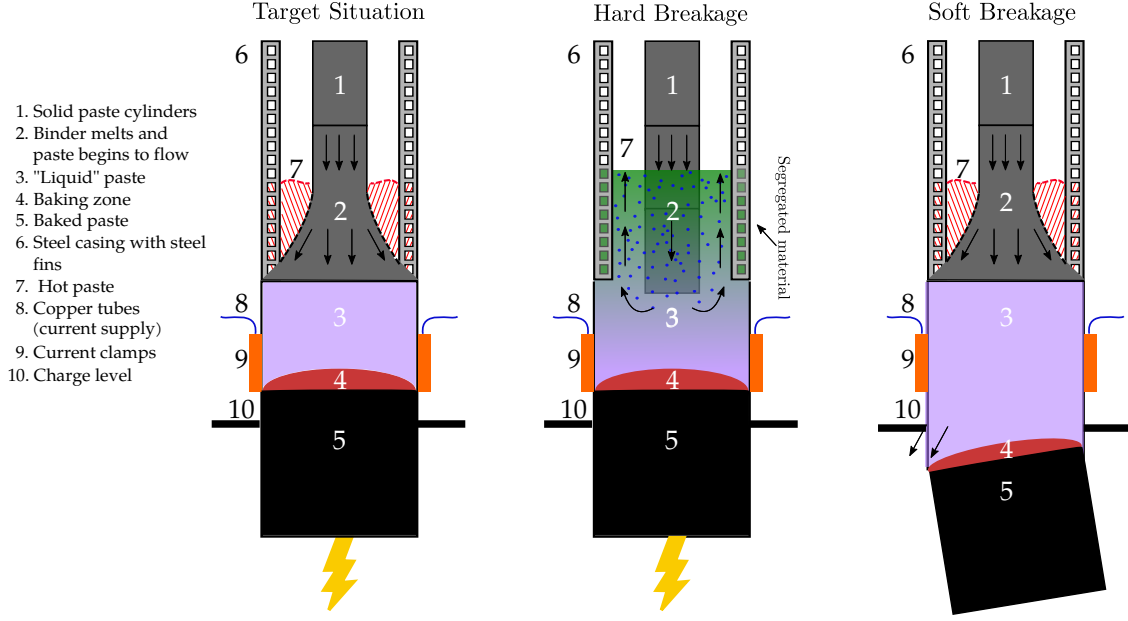 Target Situation
Hard Breakage
Soft Breakage
1. Solid paste cylinders
2. Binder melts and
paste begins to flow
3. "Liquid" paste
4. Baking zone
5. Baked paste
6. Steel casing with steel
fins
7. Hot paste
8. Copper tubes
(current supply)
9. Current clamps
10. Charge level
6
1
7
2
3
8
9
4
10
5
6
1
7
2
Segregated material
3
8
9
4
10
5
6
1
7
2
3
8
9
10
4
5